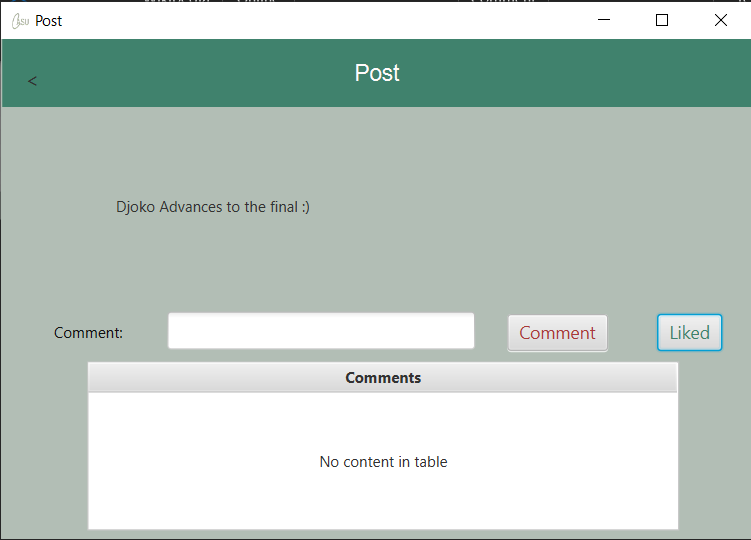 Post
<
Post
Djoko Advances to the final :)
Comment:
Comment
Liked
Comments
No content in table